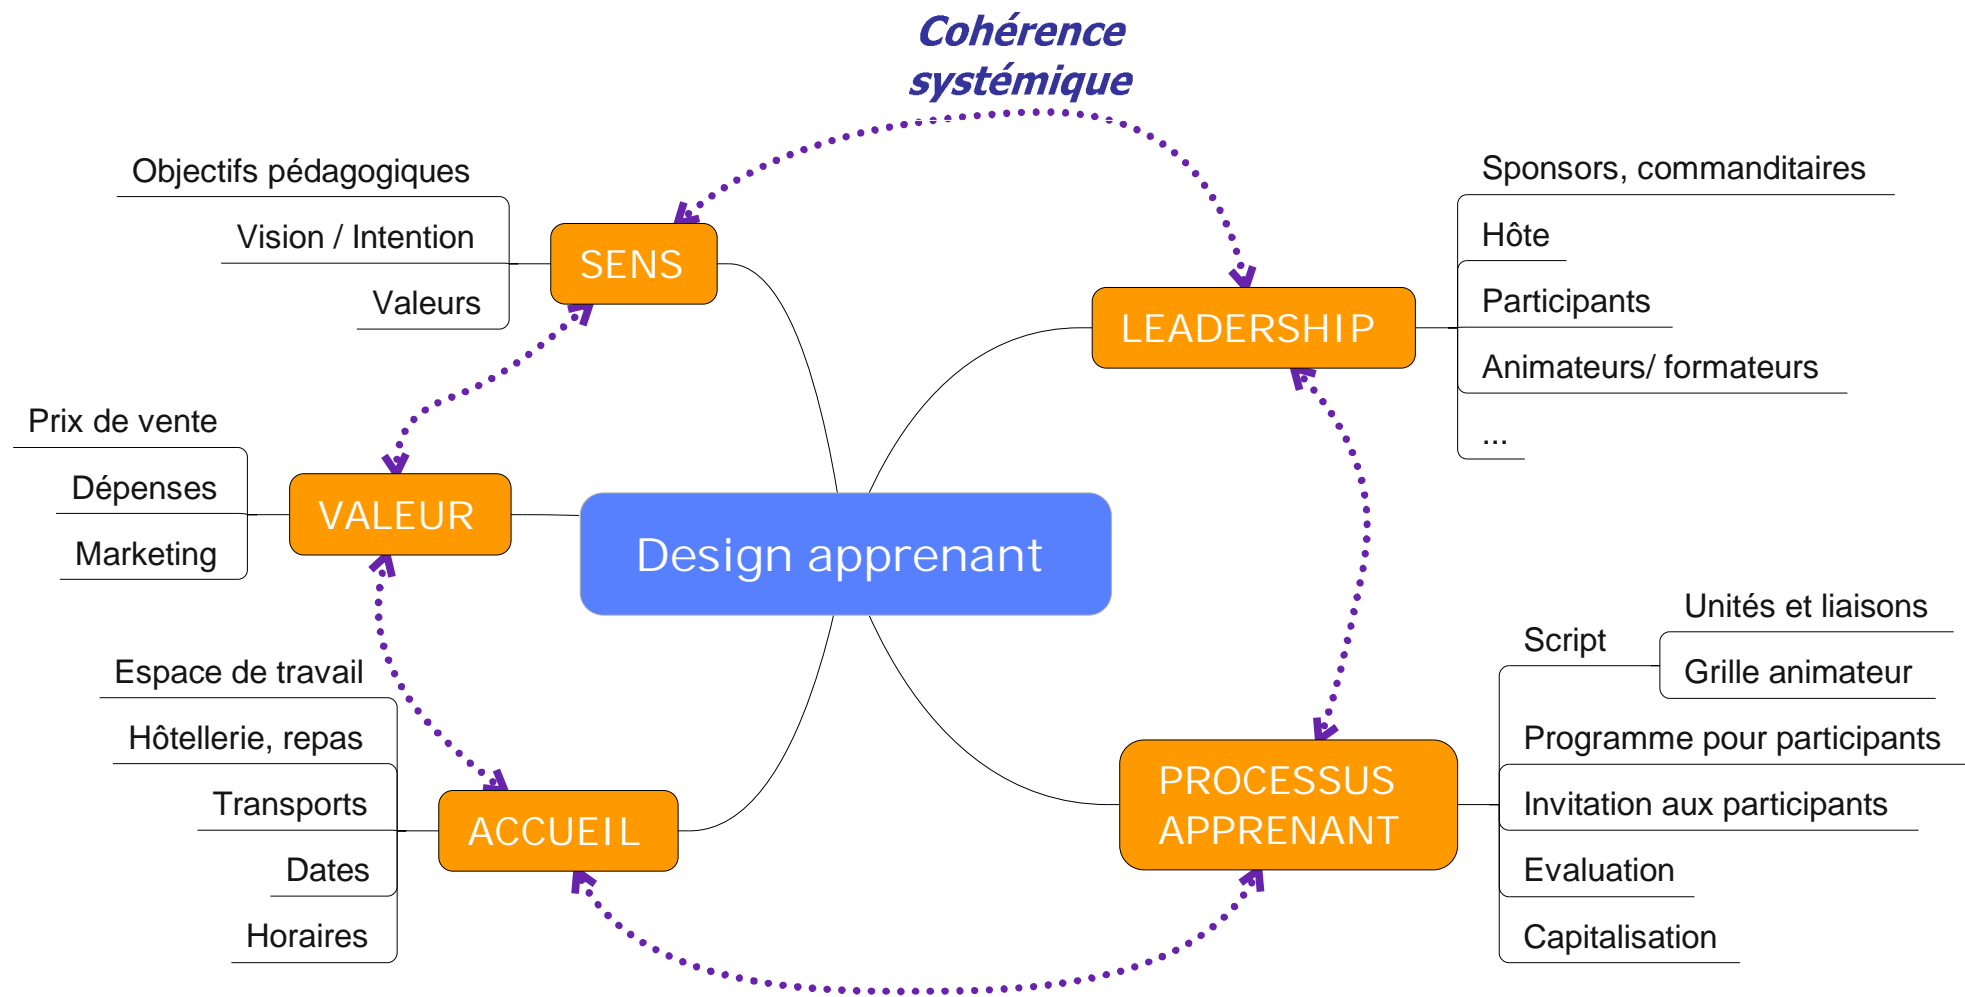 Cohérence
systémique
Objectifs pédagogiques
Vision / Intention
Valeurs
SENS
Sponsors, commanditaires
Hôte
Participants
Animateurs/ formateurs
...
LEADERSHIP
Prix de vente
Dépenses
Marketing
VALEUR
Design apprenant
Espace de travail
Hôtellerie, repas
Transports
Dates
Horaires
ACCUEIL
PROCESSUS
APPRENANT
Script
Unités et liaisons
Grille animateur
Programme pour participants
Invitation aux participants
Evaluation
Capitalisation